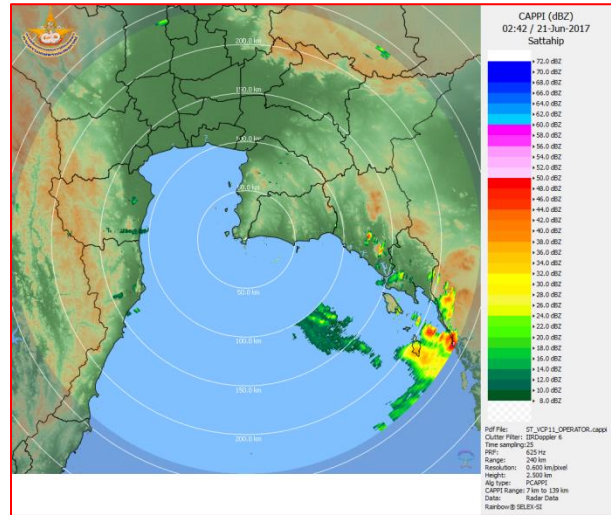 CAPPI (dBZ)
02:42 / 21-Jun-2017
Sattahip
72.0 dBZ
70.0 dBZ
68.0 dBZ
66.0 dBZ
64.0 dBZ
62.0 dBZ
60.0 dBZ
58.0 dBZ
56.0 dBZ
54.0 dBZ
52.0 dBZ
50.0 dBZ
48.0 dBZ
46.0 dBZ
44.0 dBZ
42.0 dBZ
40.0 dBZ
38.0 dBZ
36.0 dBZ
34.0 dBZ
32.0 dBZ
30.0 dBZ
28.0 dBZ
26.0 dBZ
24.0 dBZ
22.0 dBZ
20.0 dBZ
18.0 dBZ
16.0 dBZ
14.0 dBZ
12.0 dBZ
10.0 dBZ
8.0 dBZ
Pdf File: ST_VCP11_OPERATOR.cappi
Clutter Filter: IIRDoppler 6
Time sampling:25
PRF: 625 Hz
Range: 240 km
Resolution: 0.600 km/pixel
Height: 2.500 km
Alg type: PCAPPI
CAPPI Range: 7 km to 139 km
Data: Radar Data
Rainbow® SELEX-SI
200.0 km
150.0 km
100.0 km
50.0 km
50.0 km
100.0 km
150.0 km
200.0 km